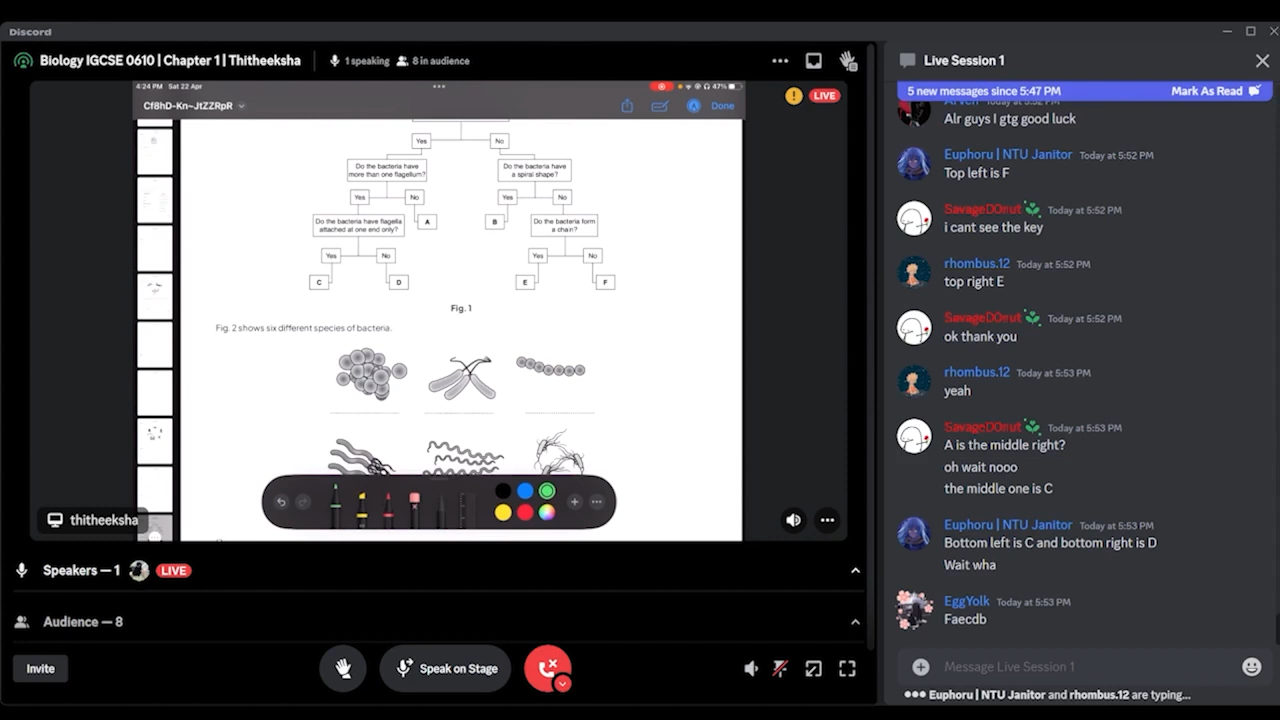 Discord
Biology IGCSE 0610 | Chapter 1 | Thitheeksha
1 speaking
8 in audience
4:24 PM Sat 22 Apr
47%
Cf8hD-Kn~JtZZRpR
Done
LIVE
Yes
No
Do the bacteria have
more than one flagellum?
Do the bacteria have
a spiral shape?
Yes
No
Yes
No
Do the bacteria have flagella
attached at one end only?
A
B
Do the bacteria form
a chain?
Yes
No
Yes
No
C
D
E
F
Fig. 1
Fig. 2 shows six different species of bacteria.
thitheeksha
Speakers — 1
LIVE
Audience — 8
Invite
Speak on Stage
Live Session 1
5 new messages since 5:47 PM
Mark As Read
Today at 5:52 PM
Alr guys I gtg good luck
Euphoru | NTU Janitor Today at 5:52 PM
Top left is F
SavageD0nut Today at 5:52 PM
i cant see the key
rhombus.12 Today at 5:52 PM
top right E
SavageD0nut Today at 5:52 PM
ok thank you
rhombus.12 Today at 5:53 PM
yeah
SavageD0nut Today at 5:53 PM
A is the middle right?
oh wait nooo
the middle one is C
Euphoru | NTU Janitor Today at 5:53 PM
Bottom left is C and bottom right is D
Wait wha
EggYolk Today at 5:53 PM
Faecdb
Message Live Session 1
Euphoru | NTU Janitor and rhombus.12 are typing...